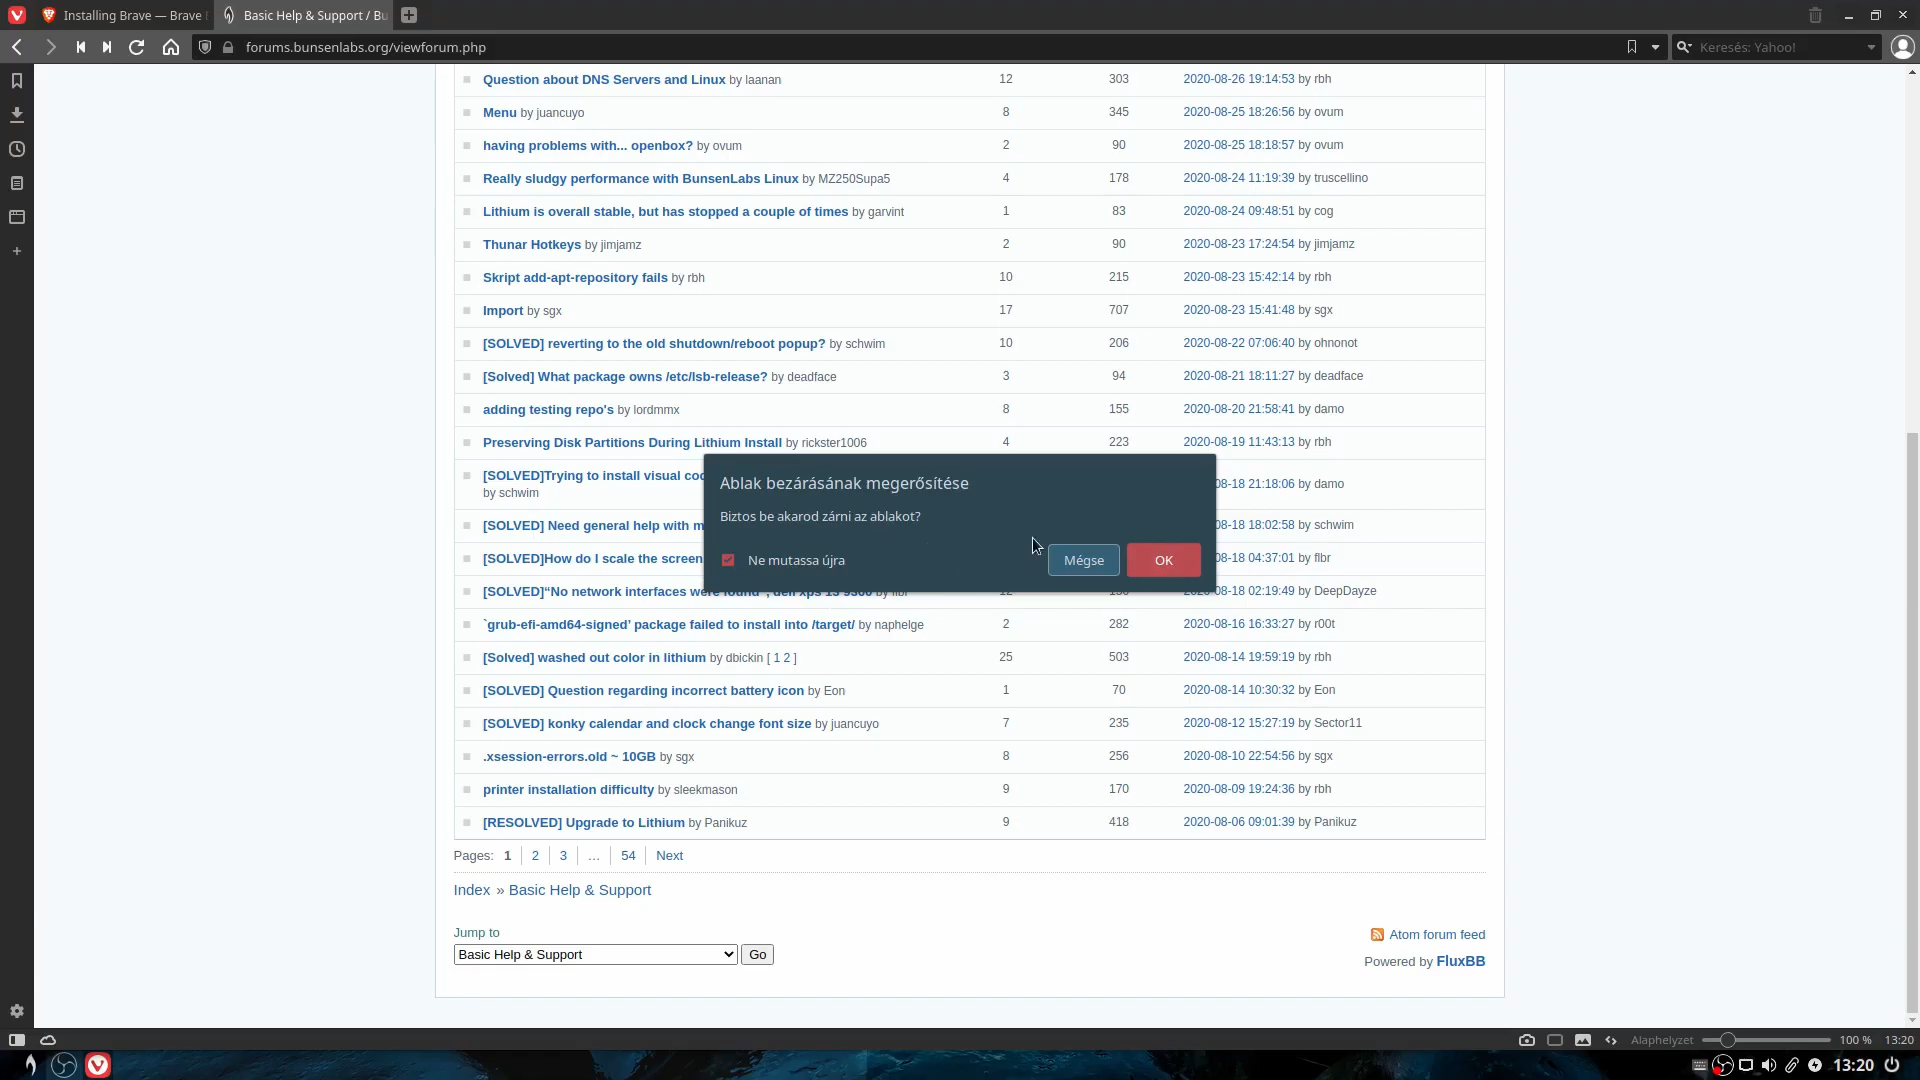 Installing Brave — Brave
Basic Help & Support / Bu
forums.bunsenlabs.org/viewforum.php
Keresés: Yahoo!
Question about DNS Servers and Linux by laanan 12 303 2020-08-26 19:14:53 by rbh
Menu by juancuyo 8 345 2020-08-25 18:26:56 by ovum
having problems with... openbox? by ovum 2 90 2020-08-25 18:18:57 by ovum
Really sludgy performance with BunsenLabs Linux by MZ250Supa5 4 178 2020-08-24 11:19:39 by truscellino
Lithium is overall stable, but has stopped a couple of times by garvint 1 83 2020-08-24 09:48:51 by cog
Thunar Hotkeys by jimjamz 2 90 2020-08-23 17:24:54 by jimjamz
Skript add-apt-repository fails by rbh 10 215 2020-08-23 15:42:14 by rbh
Import by sgx 17 707 2020-08-23 15:41:48 by sgx
[SOLVED] reverting to the old shutdown/reboot popup? by schwim 10 206 2020-08-22 07:06:40 by ohnonot
[Solved] What package owns /etc/lsb-release? by deadface 3 94 2020-08-21 18:11:27 by deadface
adding testing repo's by lordmmx 8 155 2020-08-20 21:58:41 by damo
Preserving Disk Partitions During Lithium Install by rickster1006 4 223 2020-08-19 11:43:13 by rbh
[SOLVED]Trying to install visual cod
by schwim
08-18 21:18:06 by damo
[SOLVED] Need general help with m 08-18 18:02:58 by schwim
[SOLVED]How do I scale the screen 08-18 04:37:01 by flbr
[SOLVED]“No network interfaces were found”, dell xps 13 9300 by flbr 12 08-18 02:19:49 by DeepDayze
Ablak bezárásának megerősítése
Biztos be akarod zárni az ablakot?
Ne mutassa újra
Mégse
OK
`grub-efi-amd64-signed’ package failed to install into /target/ by naphelge 2 282 2020-08-16 16:33:27 by r00t
[Solved] washed out color in lithium by dbickin [ 1 2 ] 25 503 2020-08-14 19:59:19 by rbh
[SOLVED] Question regarding incorrect battery icon by Eon 1 70 2020-08-14 10:30:32 by Eon
[SOLVED] konky calendar and clock change font size by juancuyo 7 235 2020-08-12 15:27:19 by Sector11
.xsession-errors.old ~ 10GB by sgx 8 256 2020-08-10 22:54:56 by sgx
printer installation difficulty by sleekmason 9 170 2020-08-09 19:24:36 by rbh
[RESOLVED] Upgrade to Lithium by Panikuz 9 418 2020-08-06 09:01:39 by Panikuz
Pages: 1 2 3 … 54 Next
Index » Basic Help & Support
Jump to
Basic Help & Support Go
Atom forum feed
Powered by FluxBB
Alaphelyzet 100 % 13:20
13:20